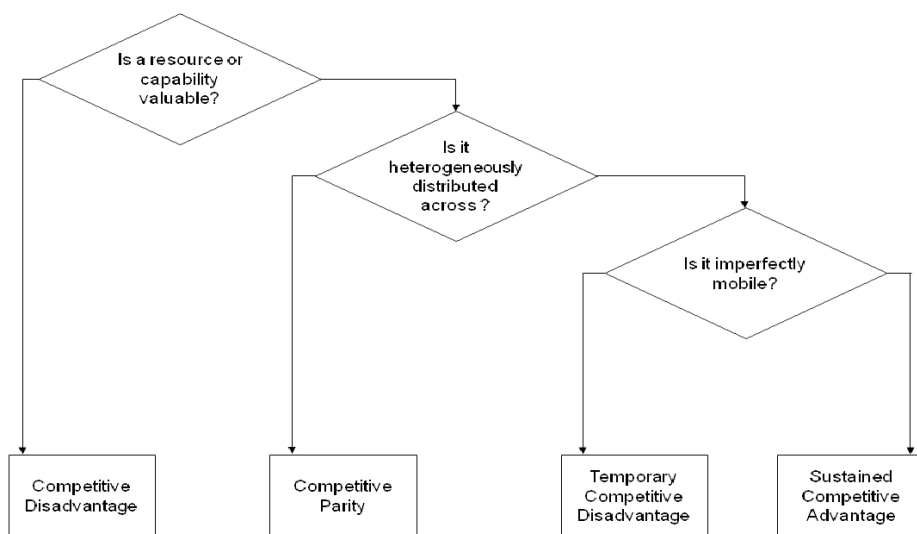 Is a resource or
capability
valuable?
Is it
heterogeneously
distributed
across ?
Is it imperfectly
mobile?
Competitive
Disadvantage
Competitive
Parity
Temporary
Competitive
Disadvantage
Sustained
Competitive
Advantage